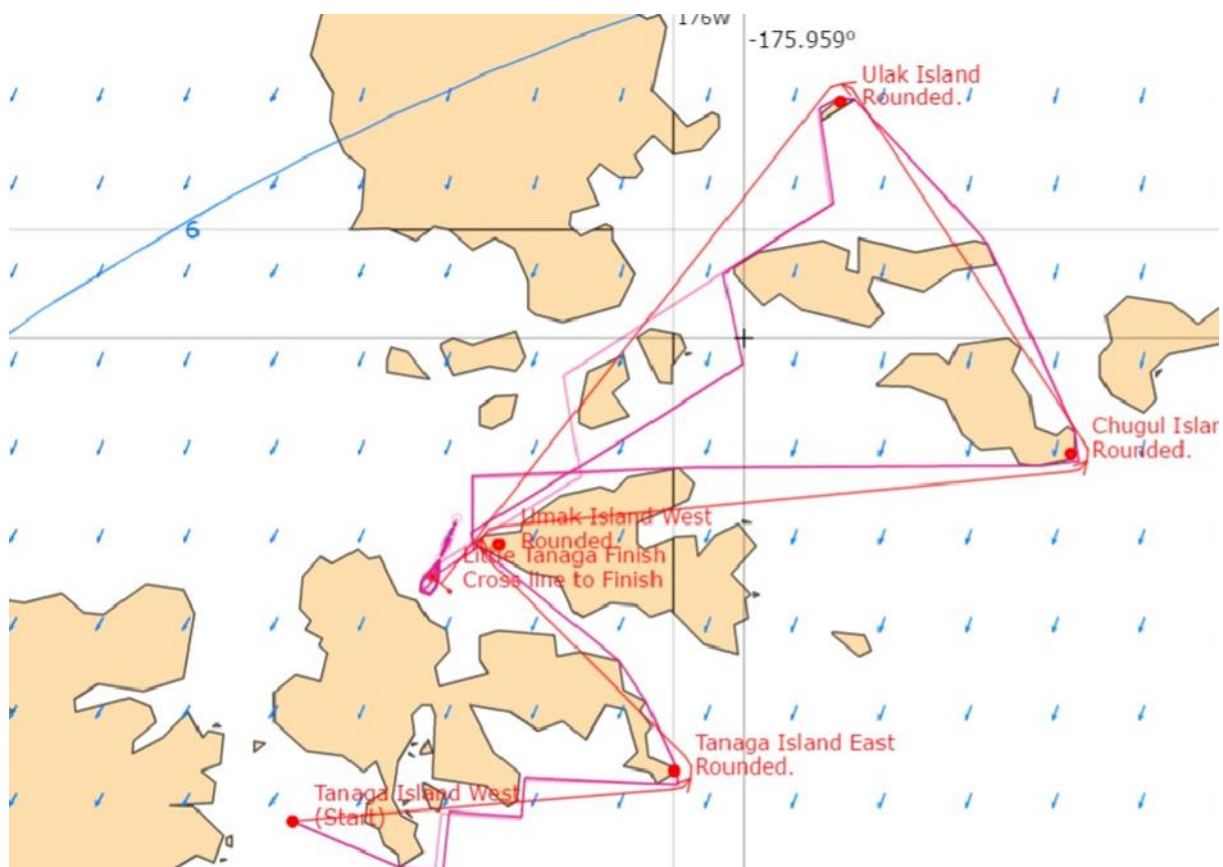 176W
-175.959°
Ulak Island
Rounded.
6
Chugul Islan
Rounded.
Umak Island West
Rounded.
Little Tanaga Finish
Cross line to Finish
Tanaga Island East
Rounded.
Tanaga Island West
(Start)